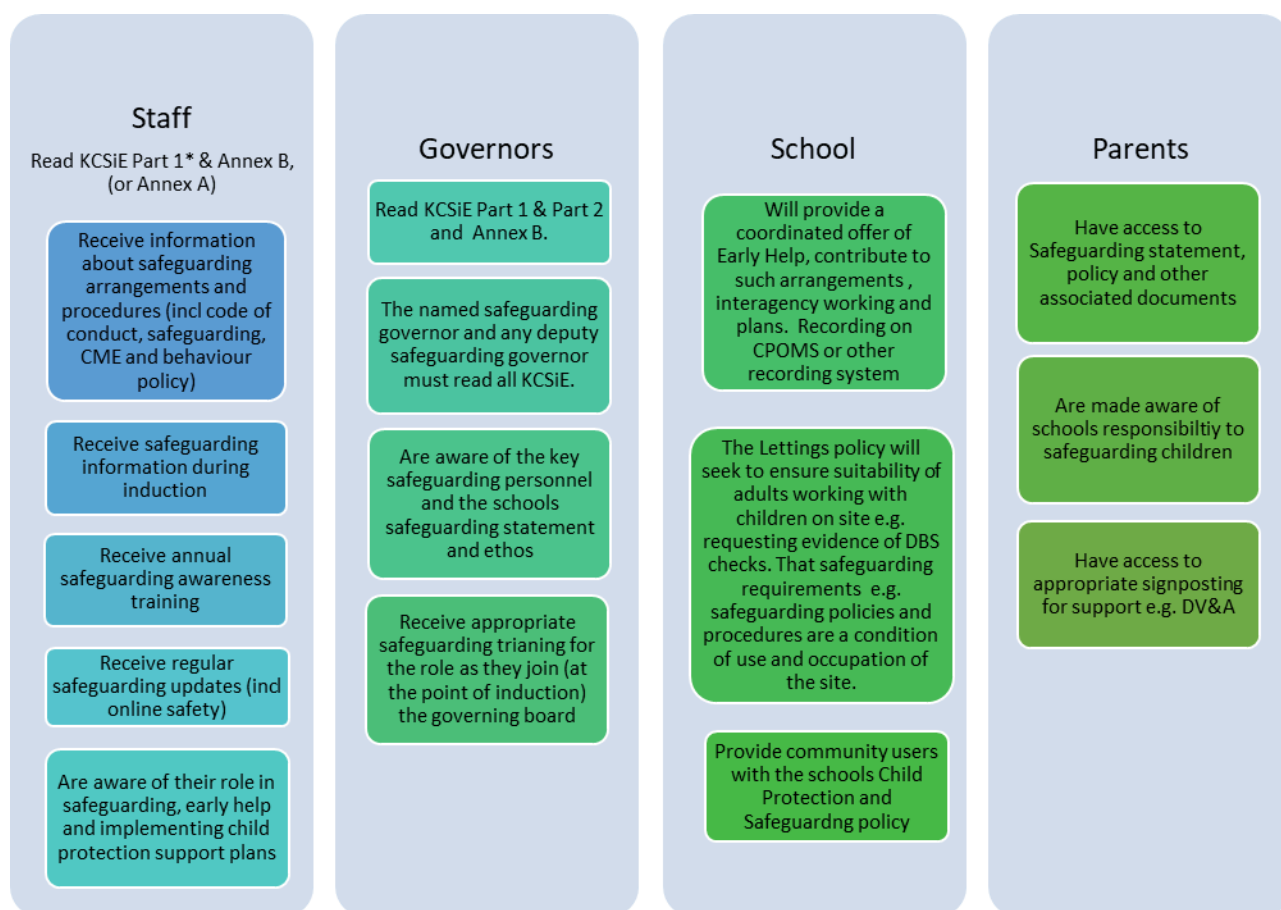 Staff
Read KCSiE Part 1* & Annex B,
(or Annex A)
Receive information
about safeguarding
arrangements and
procedures (incl code of
conduct, safeguarding,
CME and behaviour
policy)
Receive safeguarding
information during
induction
Receive annual
safeguarding awareness
training
Receive regular
safeguarding updates (incl
online safety)
Are aware of their role in
safeguarding, early help
and implementing child
protection support plans
Governors
Read KCSiE Part 1 & Part 2
and Annex B.
The named safeguarding
governor and any deputy
safeguarding governor
must read all KCSiE.
Are aware of the key
safeguarding personnel
and the schools
safeguarding statement
and ethos
Receive appropriate
safeguarding trianing for
the role as they join (at
the point of induction)
the governing board
School
Will provide a
coordinated offer of
Early Help, contribute to
such arrangements ,
interagency working and
plans. Recording on
CPOMS or other
recording system
The Lettings policy will
seek to ensure suitability of
adults working with
children on site e.g.
requesting evidence of DBS
checks. That safeguarding
requirements e.g.
safeguarding policies and
procedures are a condition
of use and occupation of
the site.
Provide community users
with the schools Child
Protection and
Safeguardng policy
Parents
Have access to
Safeguarding statement,
policy and other
associated documents
Are made aware of
schools responsibiltiy to
safeguarding children
Have access to
appropriate signposting
for support e.g. DV&A